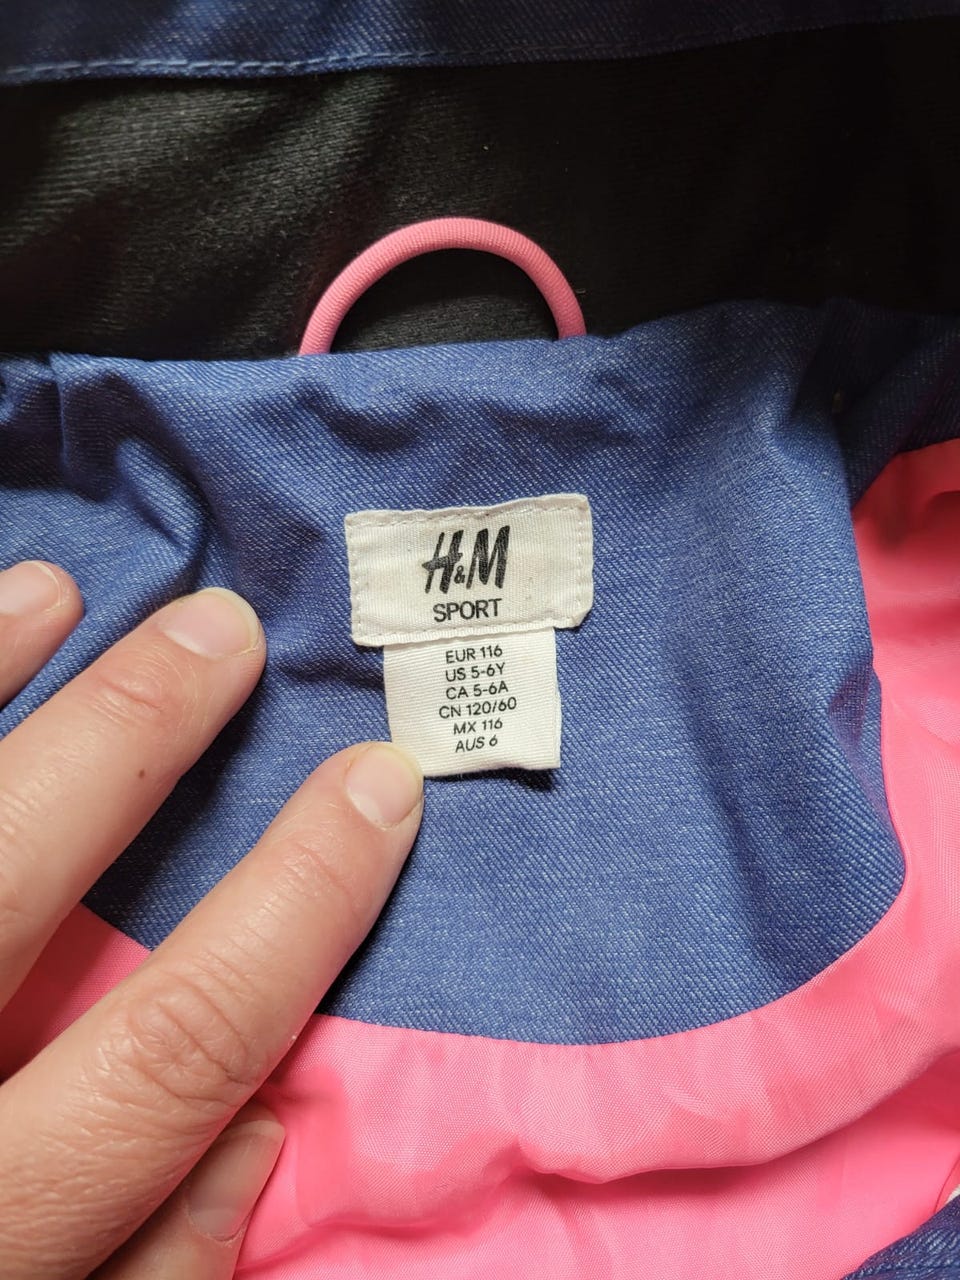 H&M
SPORT
EUR 116
US 5-6Y
CA 5-6A
CN 120/60
MX 116
AUS 6